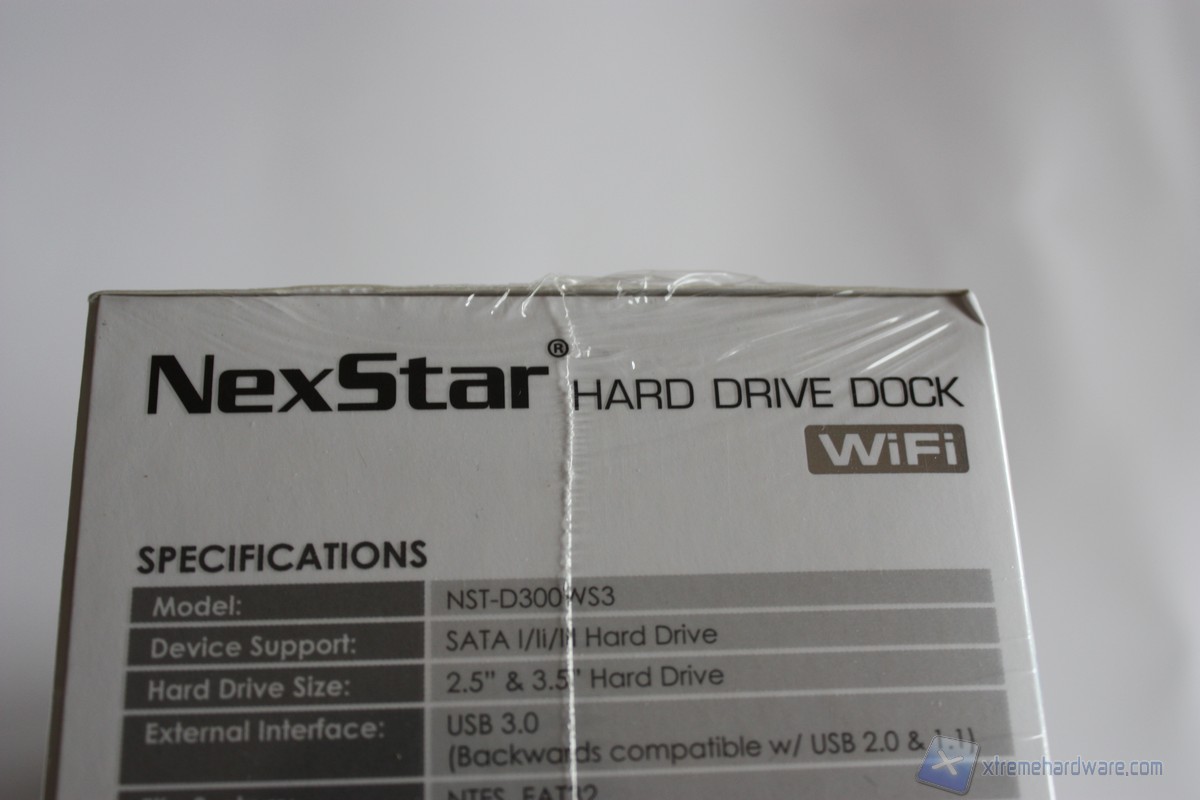 NexStar® HARD DRIVE DOCK
WiFi
SPECIFICATIONS
Model: NST-D300WS3
Device Support: SATA I/Ii/III Hard Drive
Hard Drive Size: 2.5" & 3.5" Hard Drive
External Interface: USB 3.0
(Backwards compatible w/ USB 2.0 & 1.1)
NTFS, FAT32
xtremehardware.com